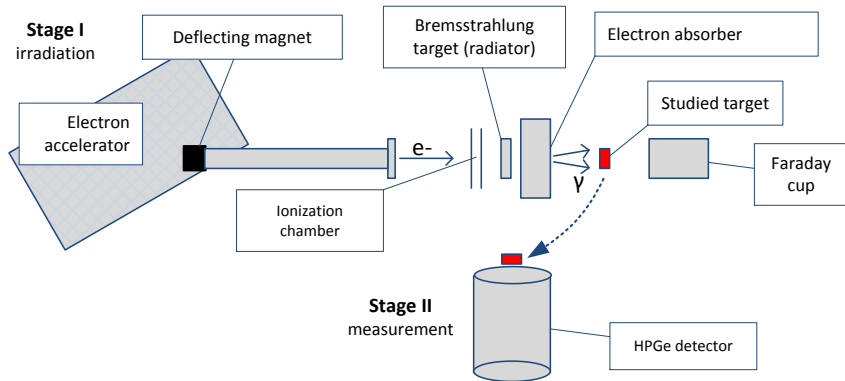 Stage I
irradiation
Deflecting magnet
Bremsstrahlung
target (radiator)
Electron absorber
Electron
accelerator
Studied target
e-
γ
Faraday
cup
Ionization
chamber
Stage II
measurement
HPGe detector